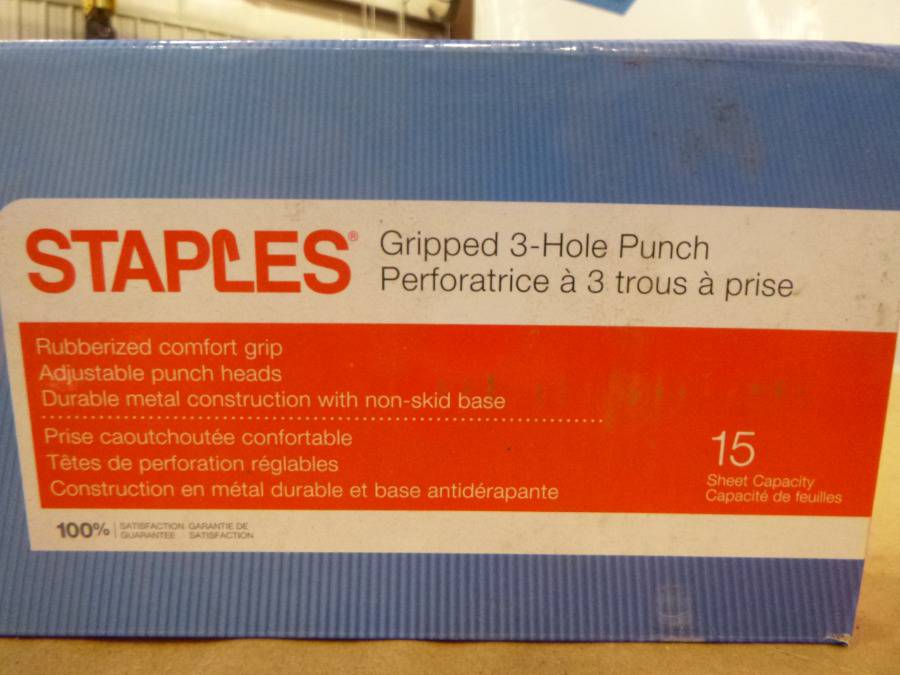 STAPLES®
Gripped 3-Hole Punch
Perforatrice à 3 trous à prise
Rubberized comfort grip
Adjustable punch heads
Durable metal construction with non-skid base
Prise caoutchoutée confortable
Têtes de perforation réglables
Construction en métal durable et base antidérapante
15
Sheet Capacity
Capacité de feuilles
100%
SATISFACTION GARANTIE DE
GUARANTEE SATISFACTION